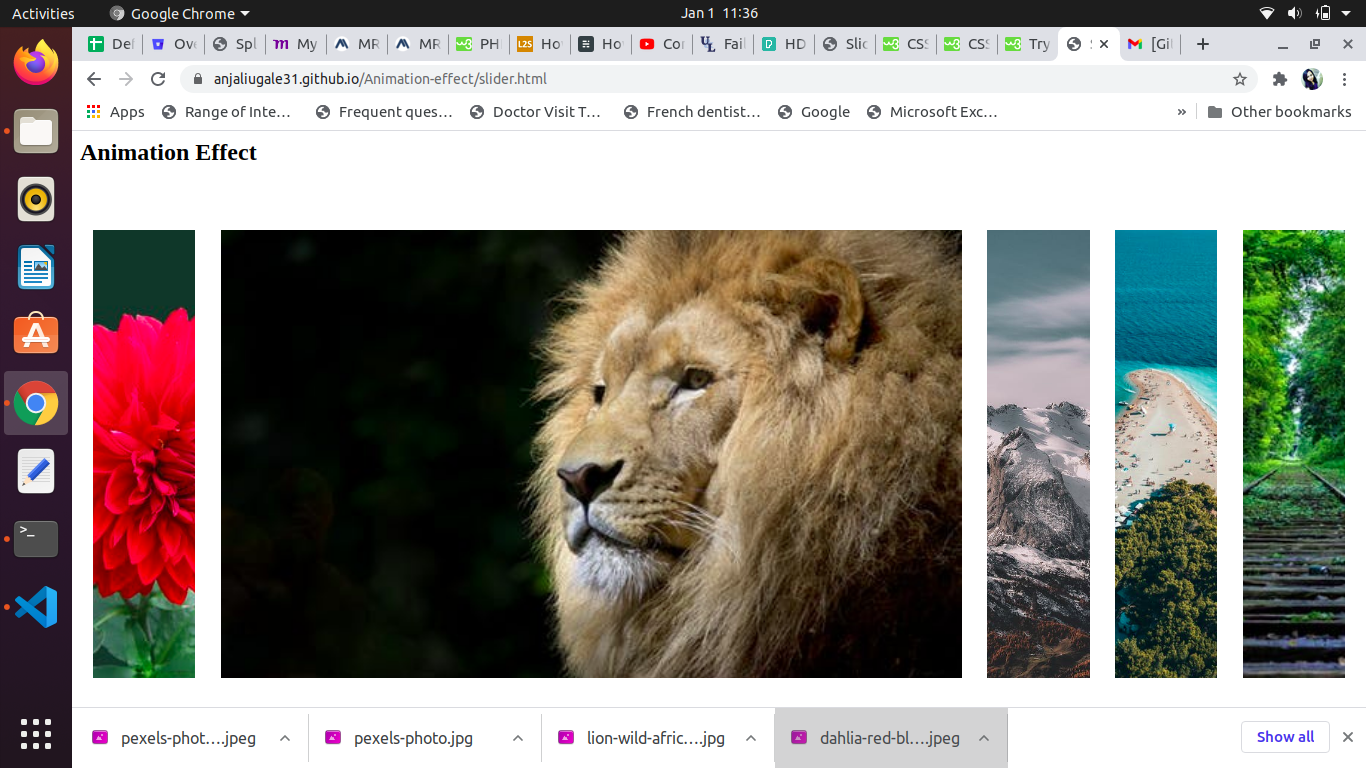 Activities
Google Chrome
Jan 1 11:36
Def
Ove
Spl
My
MR
MR
PH
Ho
Ho
Cor
Fail
HD
Slic
CSS
CSS
Try
[Gi
anjaliugale31.github.io/Animation-effect/slider.html
Apps
Range of Inte…
Frequent ques…
Doctor Visit T…
French dentist…
Google
Microsoft Exc…
»
Other bookmarks
Animation Effect
pexels-phot….jpeg
pexels-photo.jpg
lion-wild-afric….jpg
dahlia-red-bl….jpeg
Show all